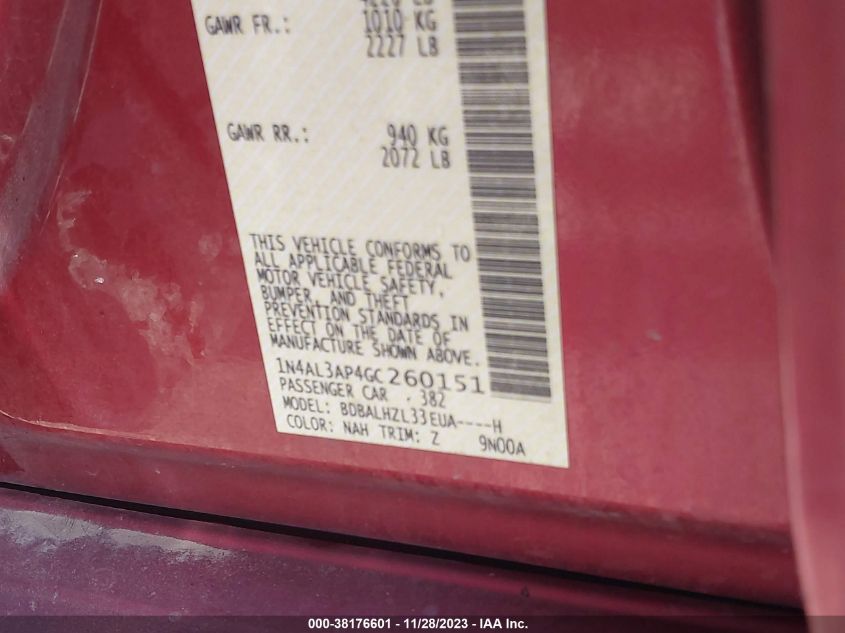 GAWR FR.: 1010 KG
2227 LB
GAWR RR.: 940 KG
2072 LB
THIS VEHICLE CONFORMS TO
ALL APPLICABLE FEDERAL
MOTOR VEHICLE SAFETY,
BUMPER, AND THEFT
PREVENTION STANDARDS IN
EFFECT ON THE DATE OF
MANUFACTURE SHOWN ABOVE.
1N4AL3AP4GC260151
PASSENGER CAR , 382
MODEL: BDBALHZL33EUA----H
COLOR: NAH TRIM: Z 9N00A
000-38176601 - 11/28/2023 - IAA Inc.